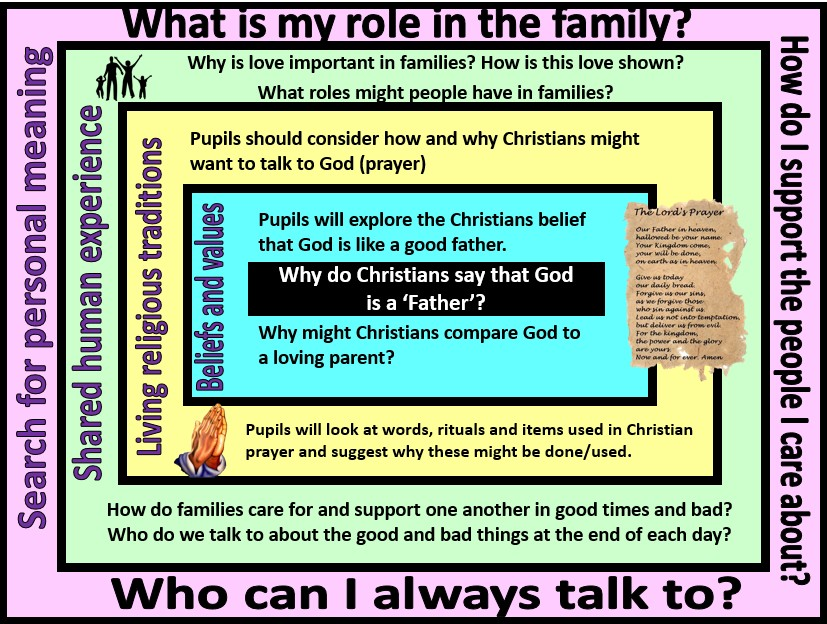 What is my role in the family?
Search for personal meaning
How do I support the people I care about?
Shared human experience
Why is love important in families? How is this love shown?
What roles might people have in families?
Living religious traditions
Pupils should consider how and why Christians might
want to talk to God (prayer)
Beliefs and values
Pupils will explore the Christians belief
that God is like a good father.
Why do Christians say that God
is a ‘Father’?
Why might Christians compare God to
a loving parent?
The Lord's Prayer
Our Father in heaven,
hallowed be your name.
Your Kingdom come,
your will be done,
on earth as in heaven.
Give us today
our daily bread.
Forgive us our sins,
as we forgive those
who sin against us.
Lead us not into temptation,
but deliver us from evil.
For the kingdom,
the power and the glory
are yours
Now and for ever. Amen
Pupils will look at words, rituals and items used in Christian
prayer and suggest why these might be done/used.
How do families care for and support one another in good times and bad?
Who do we talk to about the good and bad things at the end of each day?
Who can I always talk to?